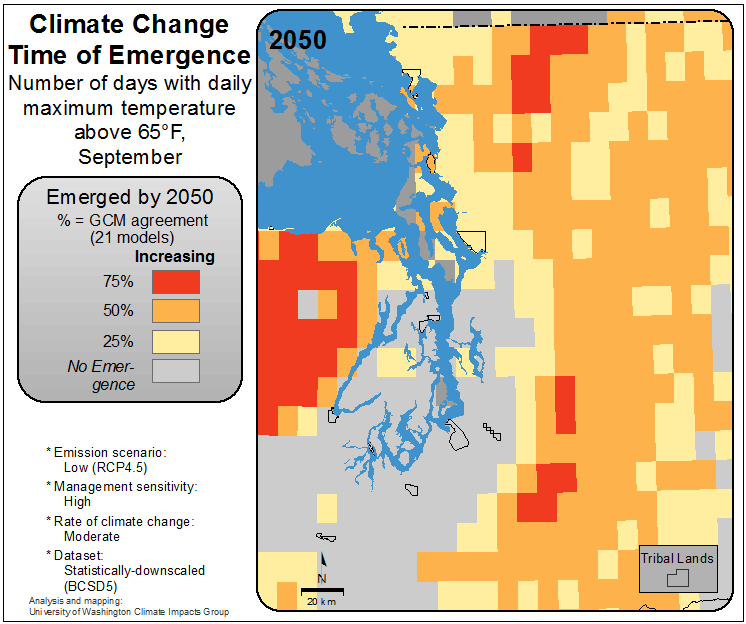 Climate Change
Time of Emergence
Number of days with daily
maximum temperature
above 65°F,
September
Emerged by 2050
% = GCM agreement
(21 models)
Increasing
75%
50%
25%
No Emer-
gence
* Emission scenario:
Low (RCP4.5)
* Management sensitivity:
High
* Rate of climate change:
Moderate
* Dataset:
Statistically-downscaled
(BCSD5)
Analysis and mapping:
University of Washington Climate Impacts Group
2050
N
20 km
Tribal Lands